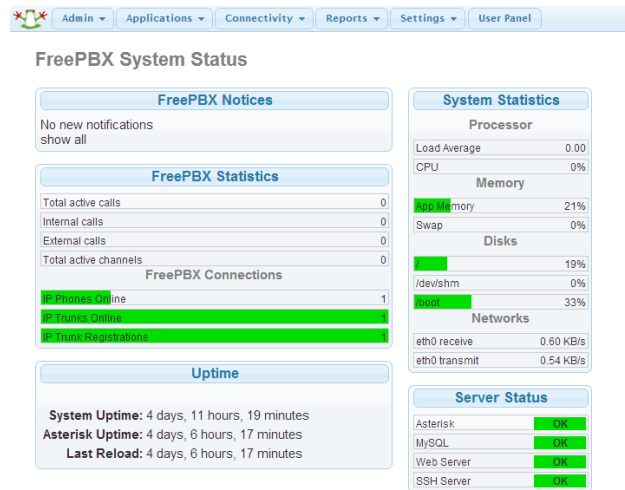 Admin Applications Connectivity Reports Settings User Panel
FreePBX System Status
FreePBX Notices
No new notifications
show all
FreePBX Statistics
Total active calls 0
Internal calls 0
External calls 0
Total active channels 0
FreePBX Connections
IP Phones Online 1
IP Trunks Online 1
IP Trunk Registrations 1
Uptime
System Uptime: 4 days, 11 hours, 19 minutes
Asterisk Uptime: 4 days, 6 hours, 17 minutes
Last Reload: 4 days, 6 hours, 17 minutes
System Statistics
Processor
Load Average 0.00
CPU 0%
Memory
App Memory 21%
Swap 0%
Disks
/ 19%
/dev/shm 0%
/boot 33%
Networks
eth0 receive 0.60 KB/s
eth0 transmit 0.54 KB/s
Server Status
Asterisk OK
MySQL OK
Web Server OK
SSH Server OK